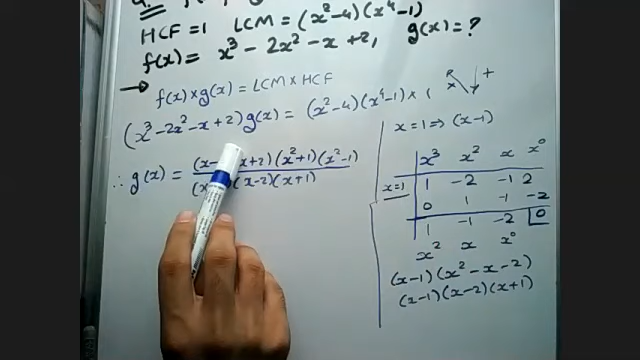 HCF = 1 LCM = (x²-4)(x⁴-1)
f(x) = x³ - 2x² - x + 2, g(x) = ?
→ f(x) × g(x) = LCM × HCF
(x³-2x²-x+2) g(x) = (x²-4)(x⁴-1) × 1
∴ g(x) = (x- x+2)(x²+1)(x²-1)
(x (x-2)(x+1)
x = 1 ⇒ (x-1)
x³ x² x x⁰
x=1 1 -2 -1 2
0 1 -1 -2
1 -1 -2 0
x² x x⁰
(x-1)(x²-x-2)
(x-1)(x-2)(x+1)